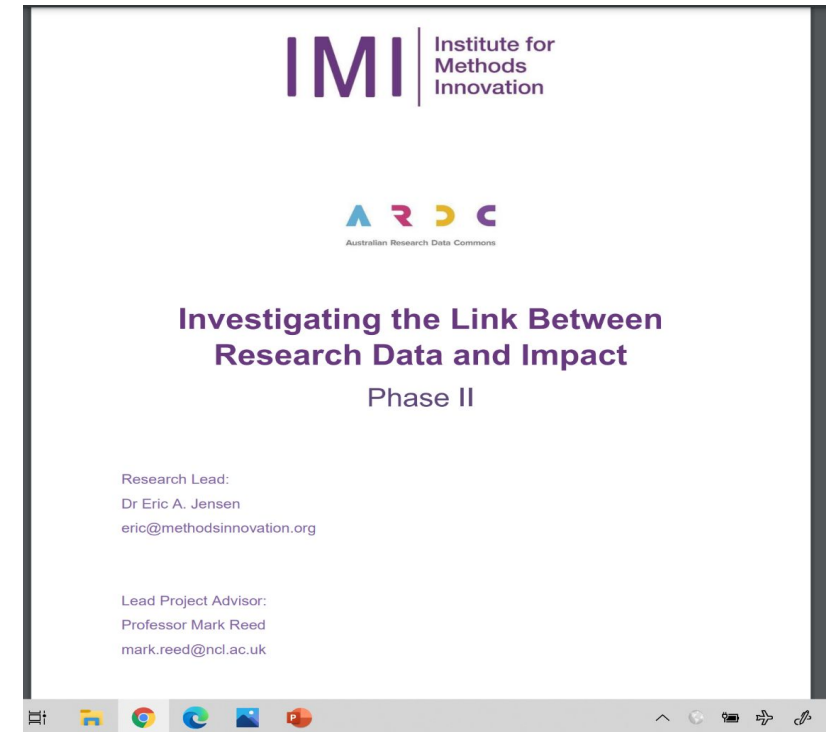 IMI
Institute for
Methods
Innovation
ARDC
Australian Research Data Commons
Investigating the Link Between
Research Data and Impact
Phase II
Research Lead:
Dr Eric A. Jensen
eric@methodsinnovation.org
Lead Project Advisor:
Professor Mark Reed
mark.reed@ncl.ac.uk